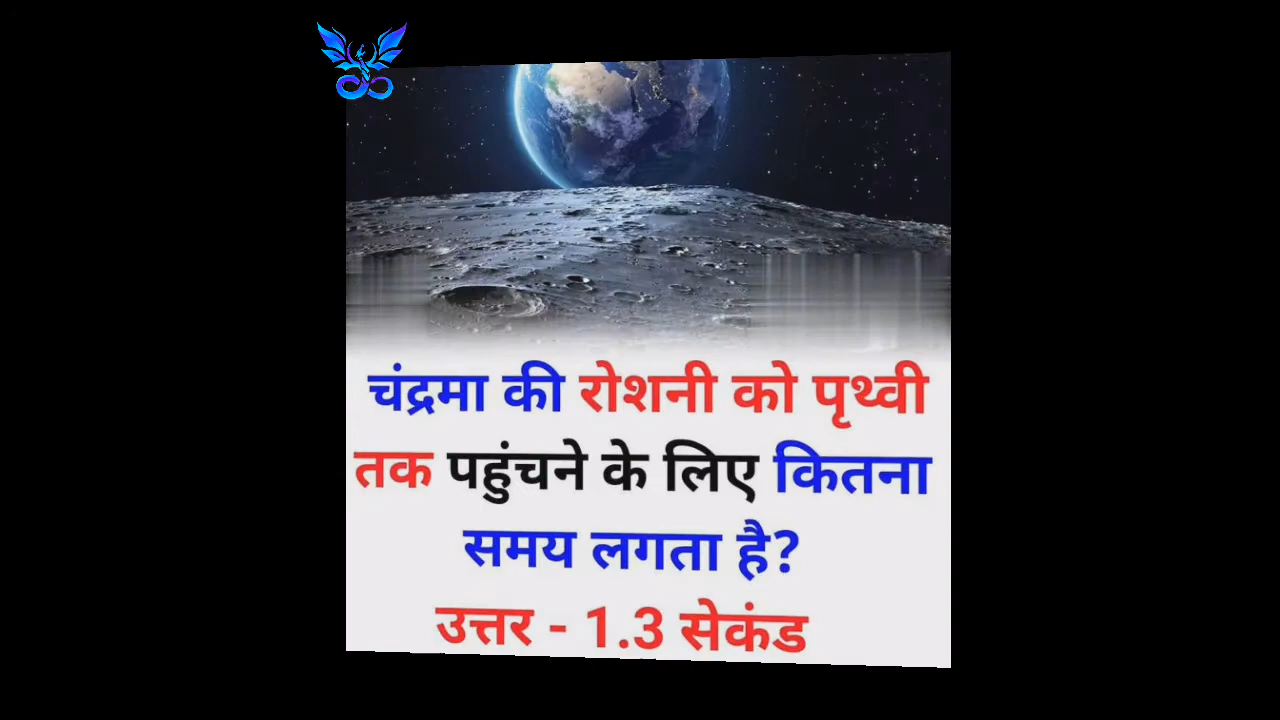 चंद्रमा की रोशनी को पृथ्वी
तक पहुंचने के लिए कितना
समय लगता है?
उत्तर - 1.3 सेकंड